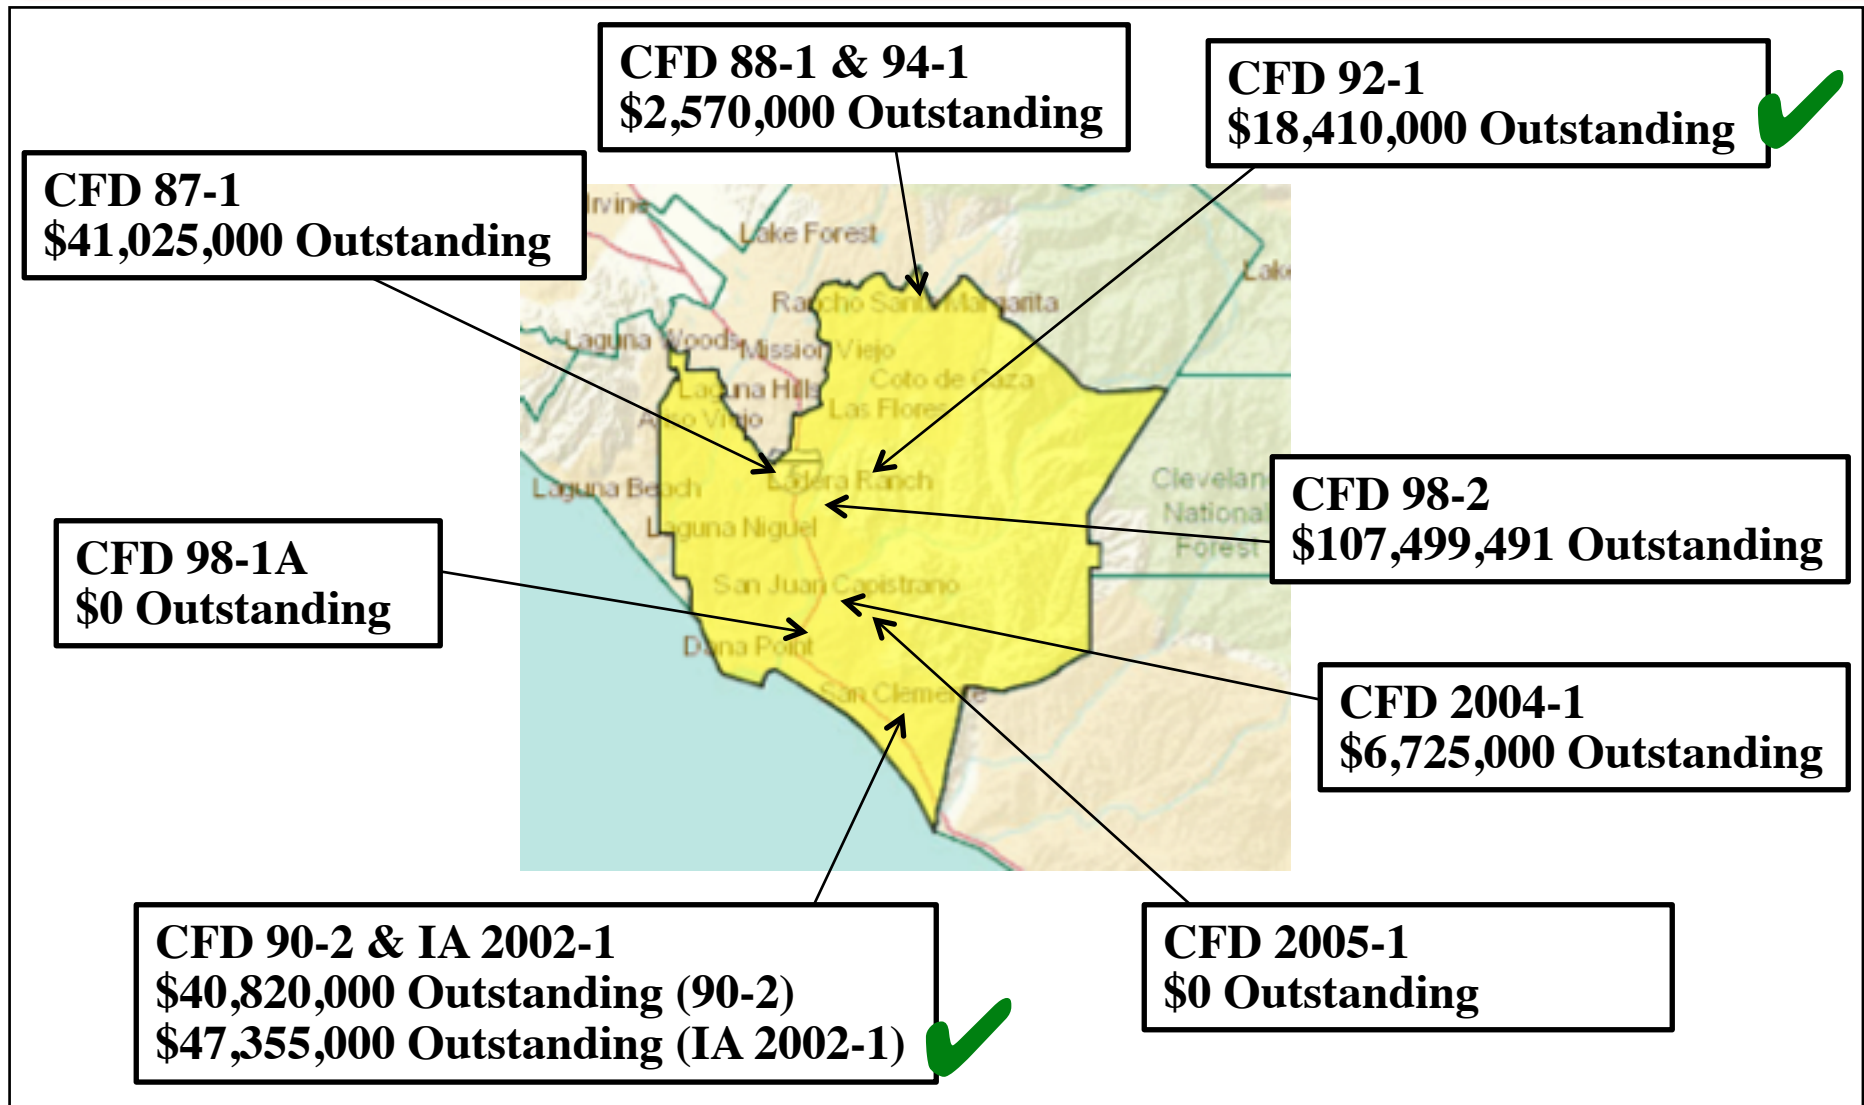 CFD 88-1 & 94-1
$2,570,000 Outstanding
CFD 92-1
$18,410,000 Outstanding
CFD 87-1
$41,025,000 Outstanding
Irvine
Lake Forest
Lake
Rancho Santa Margarita
Laguna Woods
Mission Viejo
Laguna Hills
Coto de Caza
Aliso Viejo
Las Flores
Laguna Beach
Ladera Ranch
Cleveland
National
Forest
Laguna Niguel
CFD 98-2
$107,499,491 Outstanding
CFD 98-1A
$0 Outstanding
San Juan Capistrano
Dana Point
San Clemente
CFD 2004-1
$6,725,000 Outstanding
CFD 90-2 & IA 2002-1
$40,820,000 Outstanding (90-2)
$47,355,000 Outstanding (IA 2002-1)
CFD 2005-1
$0 Outstanding